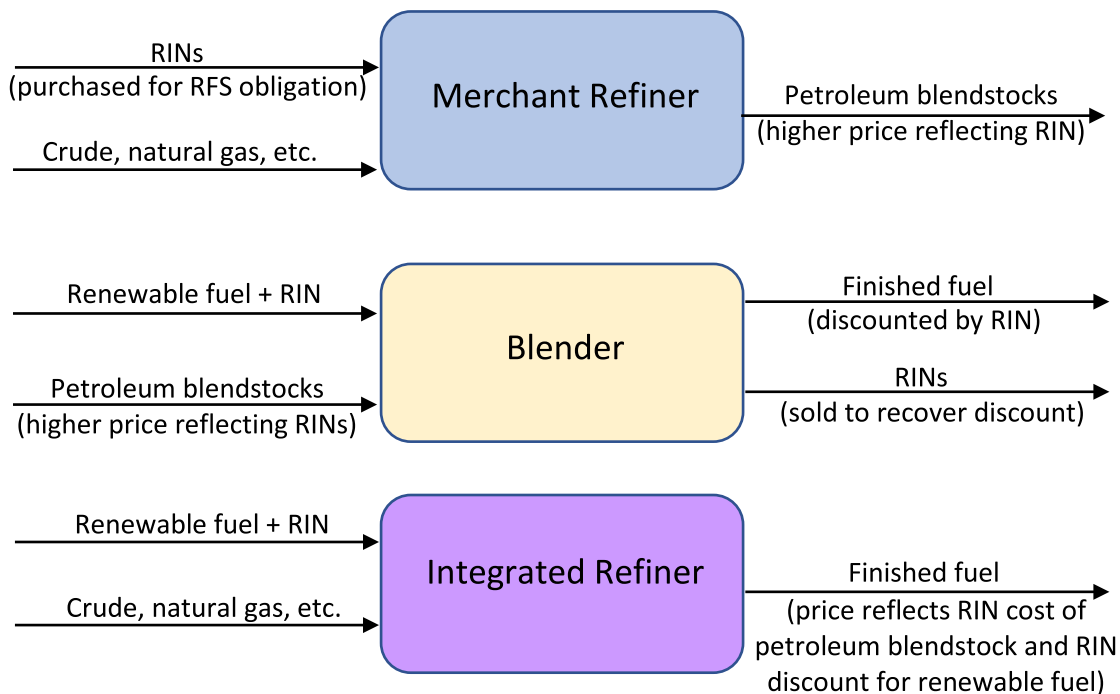 RINs
(purchased for RFS obligation)
Crude, natural gas, etc.
Merchant Refiner
Petroleum blendstocks
(higher price reflecting RIN)
Renewable fuel + RIN
Petroleum blendstocks
(higher price reflecting RINs)
Blender
Finished fuel
(discounted by RIN)
RINs
(sold to recover discount)
Renewable fuel + RIN
Crude, natural gas, etc.
Integrated Refiner
Finished fuel
(price reflects RIN cost of
petroleum blendstock and RIN
discount for renewable fuel)